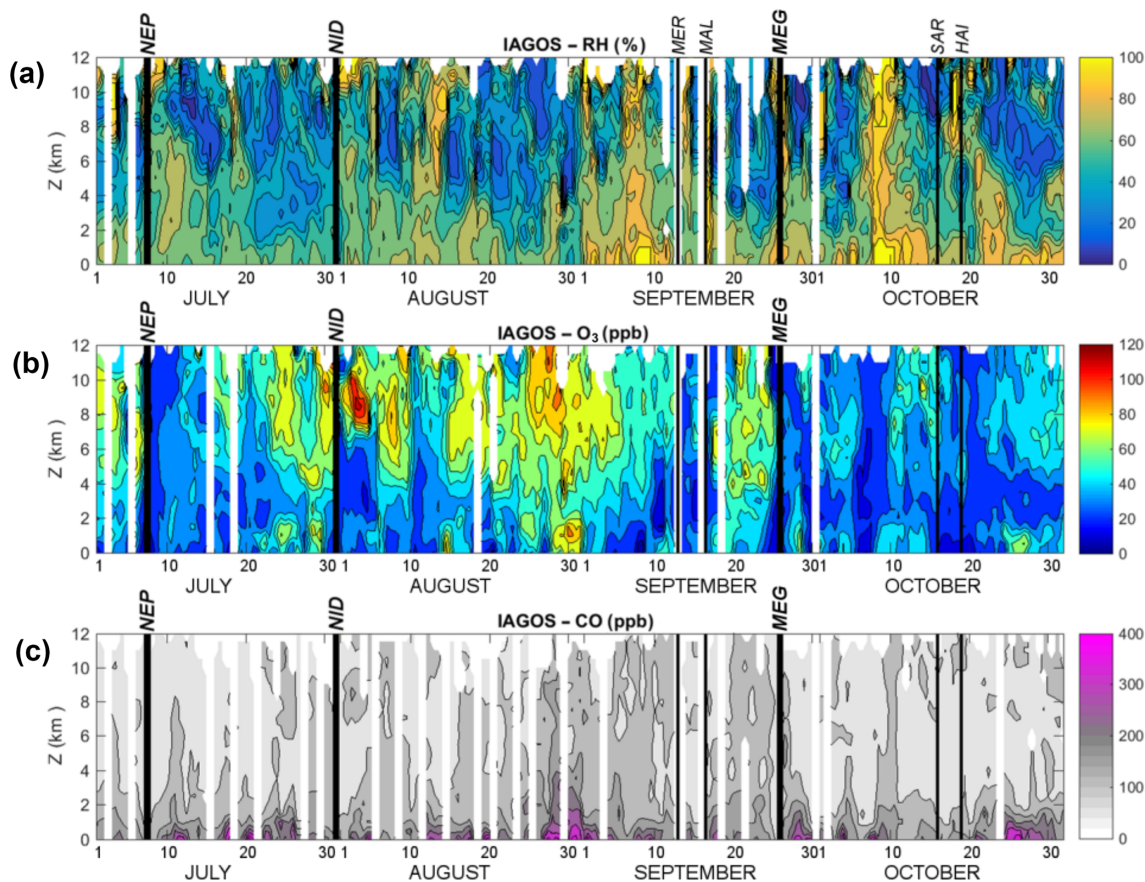 NEP NID MER MAL MEG SAR HAI
IAGOS – RH (%)
(a)
Z (km)
12
10
8
6
4
2
0
100
80
60
40
20
0
1 10 20 30 1 10 20 30 1 10 20 30 1 10 20 30
JULY AUGUST SEPTEMBER OCTOBER
NEP NID MEG
IAGOS – O3 (ppb)
(b)
Z (km)
12
10
8
6
4
2
0
120
100
80
60
40
20
0
1 10 20 30 1 10 20 30 1 10 20 30 1 10 20 30
JULY AUGUST SEPTEMBER OCTOBER
NEP NID MEG
IAGOS – CO (ppb)
(c)
Z (km)
12
10
8
6
4
2
0
400
300
200
100
0
1 10 20 30 1 10 20 30 1 10 20 30 1 10 20 30
JULY AUGUST SEPTEMBER OCTOBER